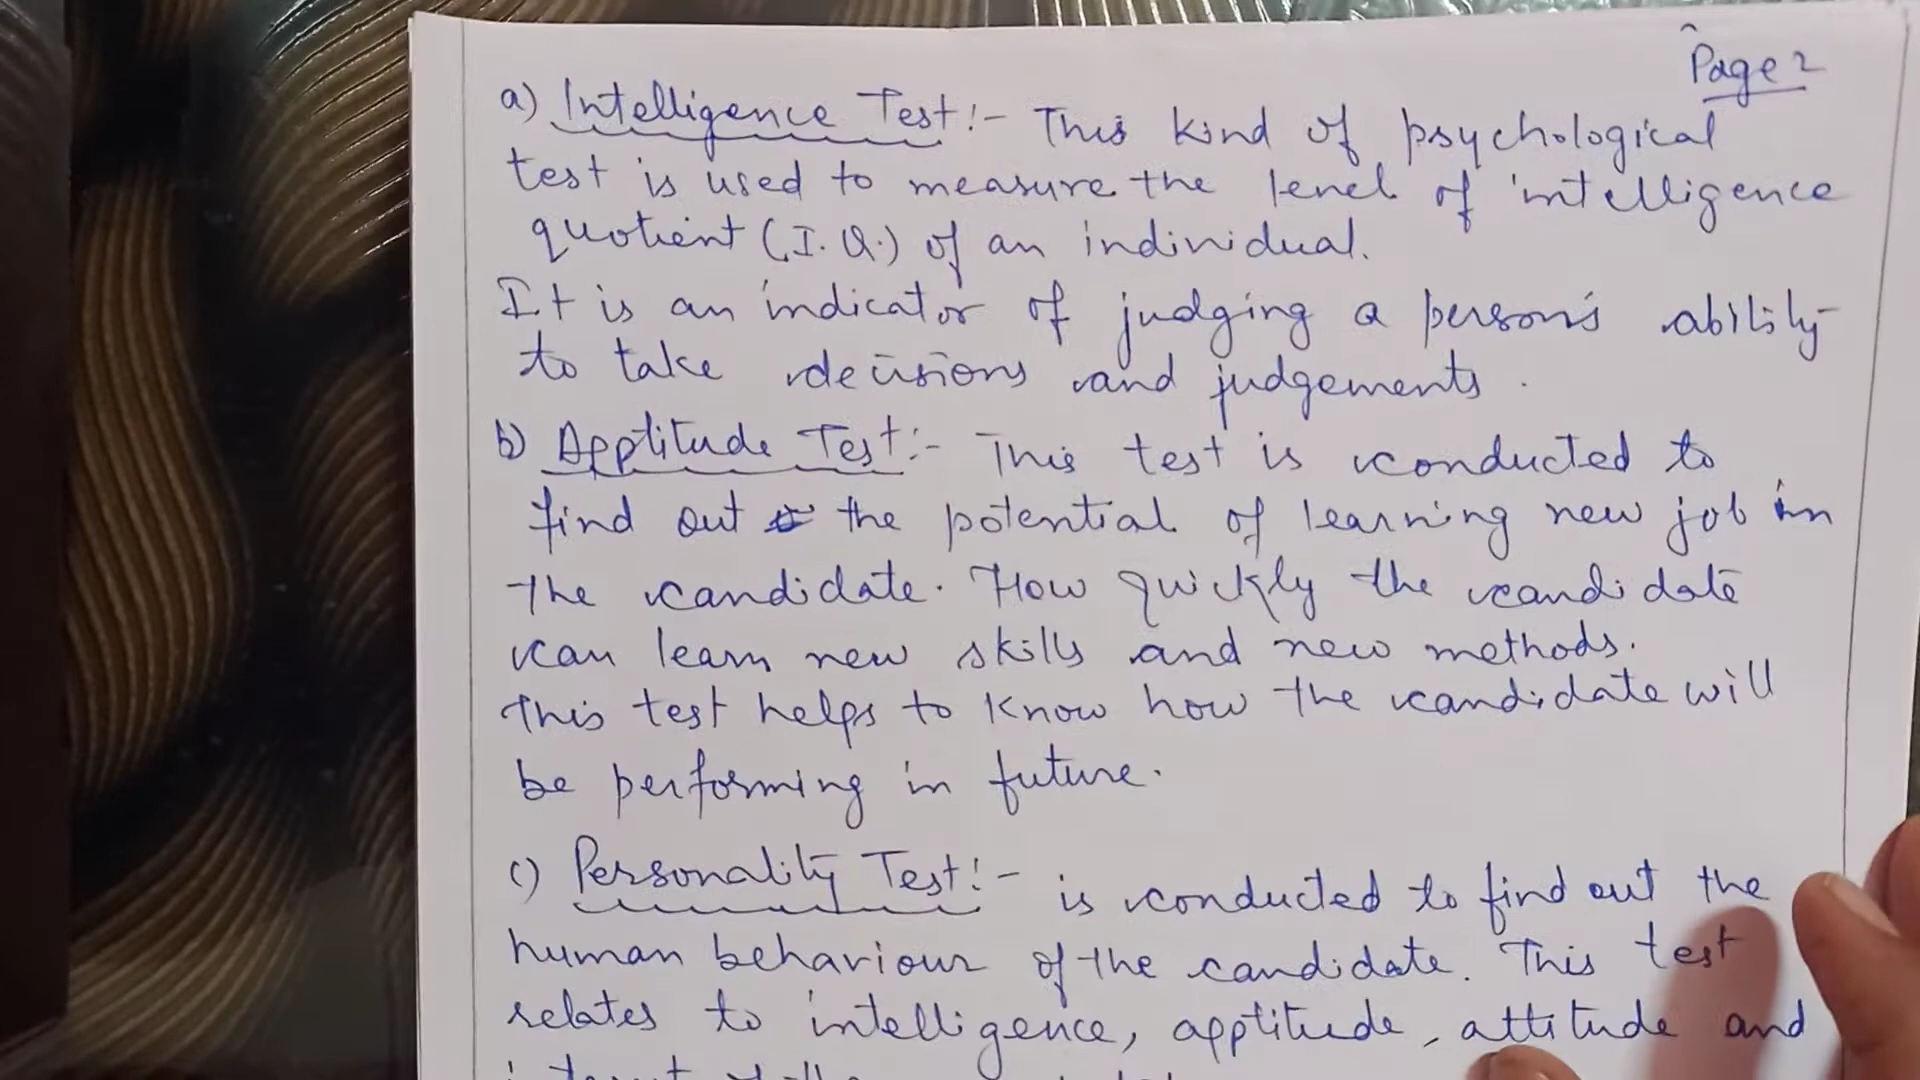 Page 2
a) Intelligence Test:- This kind of psychological
test is used to measure the level of intelligence
quotient (I.Q.) of an individual.
It is an indicator of judging a person's ability
to take decisions and judgements.
b) Apptitude Test:- This test is conducted to
find out the potential of learning new job in
the candidate. How quickly the candidate
can learn new skills and new methods.
This test helps to know how the candidate will
be performing in future.
c) Personality Test:- is conducted to find out the
human behaviour of the candidate. This test
relates to intelligence, apptitude, attitude and